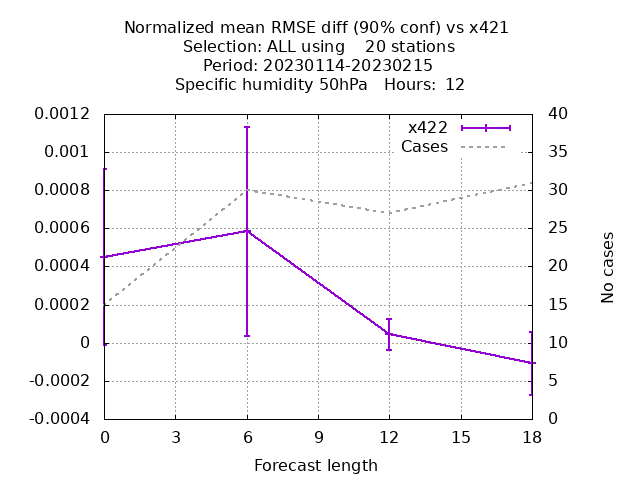 Normalized mean RMSE diff (90% conf) vs x421
Selection: ALL using    20 stations
Period: 20230114-20230215
Specific humidity 50hPa   Hours:  12
0.0012
0.001
0.0008
0.0006
0.0004
0.0002
0
-0.0002
-0.0004
x422
Cases
40
35
30
25
20
15
10
5
0
No cases
0 3 6 9 12 15 18
Forecast length